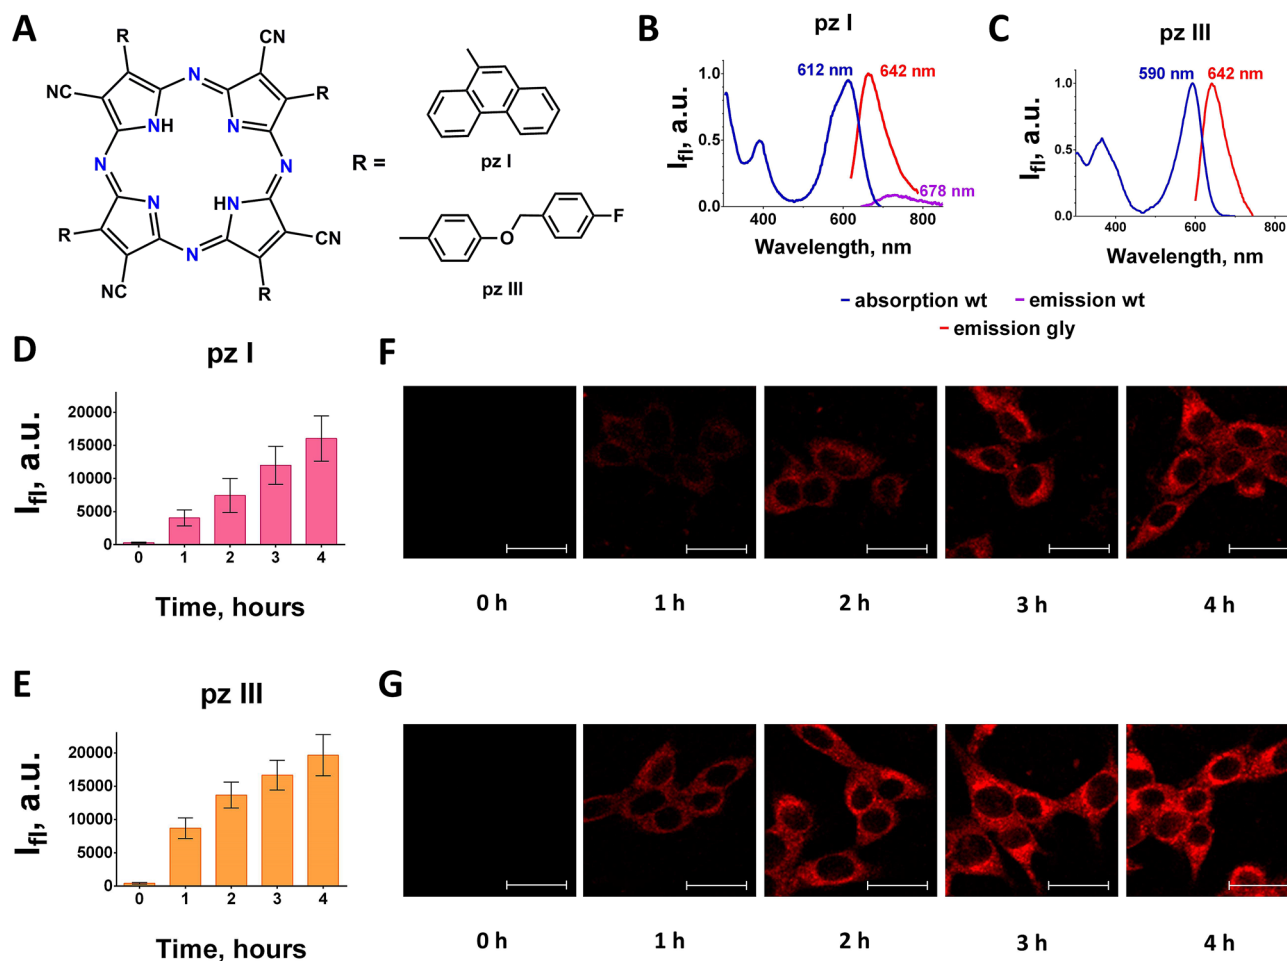 A
R
CN
NC
R
N
NH
N
N
N
N
HN
R
CN
N
NC
R
R =
pz I
F
O
pz III
B
pz I
612 nm
642 nm
678 nm
Ifl, a.u.
1.0
0.5
0.0
400 600 800
Wavelength, nm
C
pz III
590 nm
642 nm
Ifl, a.u.
1.0
0.5
0.0
400 600 800
Wavelength, nm
absorption wt
emission wt
emission gly
D
pz I
Ifl, a.u.
20000
15000
10000
5000
0
0 1 2 3 4
Time, hours
F
0 h
1 h
2 h
3 h
4 h
E
pz III
Ifl, a.u.
20000
15000
10000
5000
0
0 1 2 3 4
Time, hours
G
0 h
1 h
2 h
3 h
4 h